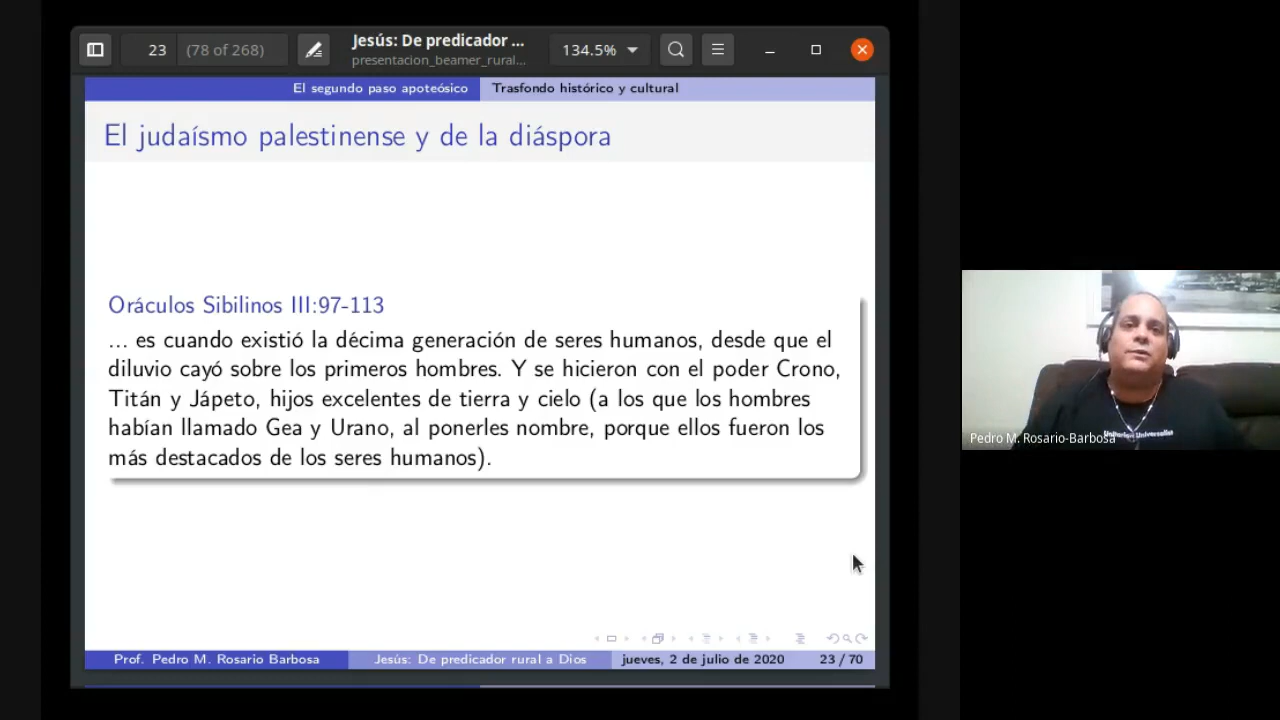 23 (78 of 268)
Jesús: De predicador ...
presentacion_beamer_rural...
134.5%
El segundo paso apoteósico Trasfondo histórico y cultural
El judaísmo palestinense y de la diáspora
Oráculos Sibilinos III:97-113
... es cuando existió la décima generación de seres humanos, desde que el
diluvio cayó sobre los primeros hombres. Y se hicieron con el poder Crono,
Titán y Jápeto, hijos excelentes de tierra y cielo (a los que los hombres
habían llamado Gea y Urano, al ponerles nombre, porque ellos fueron los
más destacados de los seres humanos).
Prof. Pedro M. Rosario Barbosa Jesús: De predicador rural a Dios jueves, 2 de julio de 2020 23 / 70
Unitarian Universalist
Pedro M. Rosario-Barbosa